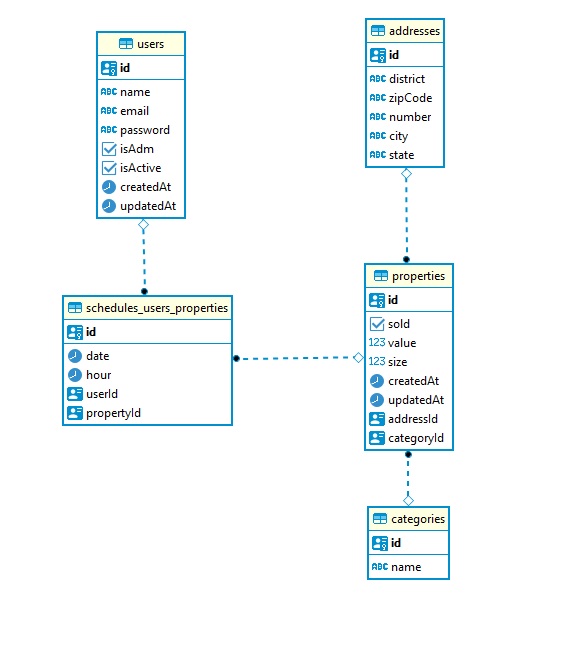 users
id
ABC name
ABC email
ABC password
isAdm
isActive
createdAt
updatedAt
addresses
id
ABC district
ABC zipCode
ABC number
ABC city
ABC state
schedules_users_properties
id
date
hour
userId
propertyId
properties
id
sold
123 value
123 size
createdAt
updatedAt
addressId
categoryId
categories
id
ABC name